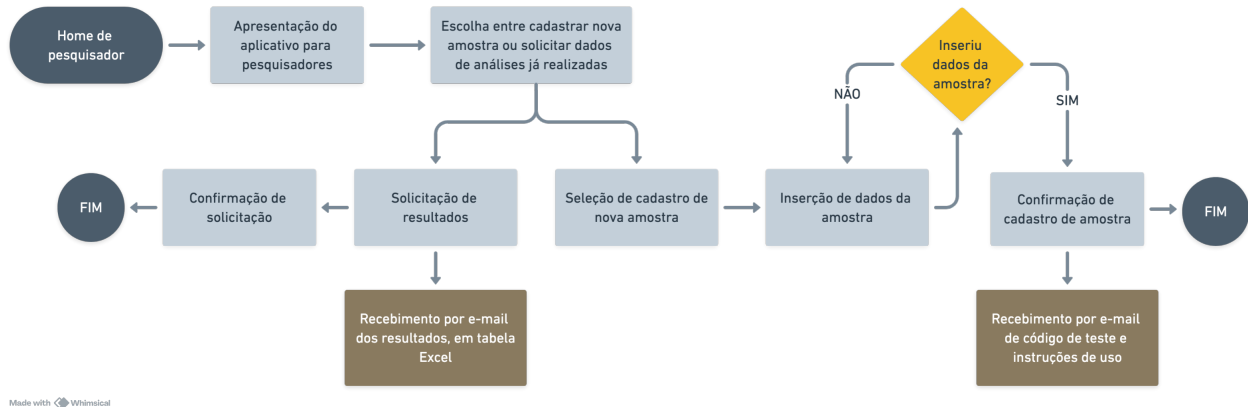 Home de
pesquisador
Apresentação do
aplicativo para
pesquisadores
Escolha entre cadastrar nova
amostra ou solicitar dados
de análises já realizadas
Inseriu
dados da
amostra?
NÃO
SIM
FIM
Confirmação de
solicitação
Solicitação de
resultados
Seleção de cadastro de
nova amostra
Inserção de dados da
amostra
Confirmação de
cadastro de amostra
FIM
Recebimento por e-mail
dos resultados, em tabela
Excel
Recebimento por e-mail
de código de teste e
instruções de uso
Made with Whimsical